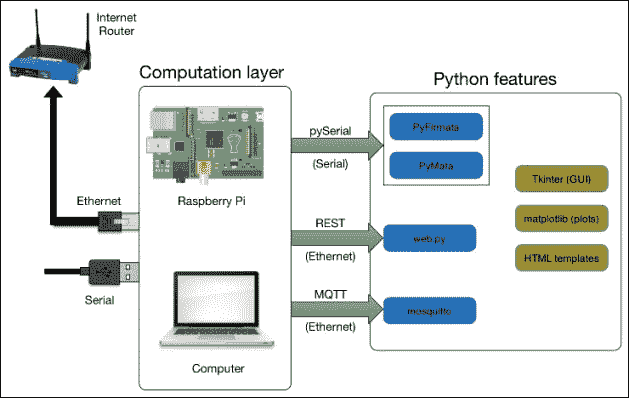 Internet
Router
Computation layer
Python features
pySerial
(Serial)
PyFirmata
PyMata
Tkinter (GUI)
Ethernet
Raspberry Pi
REST
(Ethernet)
web.py
matplotlib (plots)
HTML templates
Serial
MQTT
(Ethernet)
mosquitto
Computer